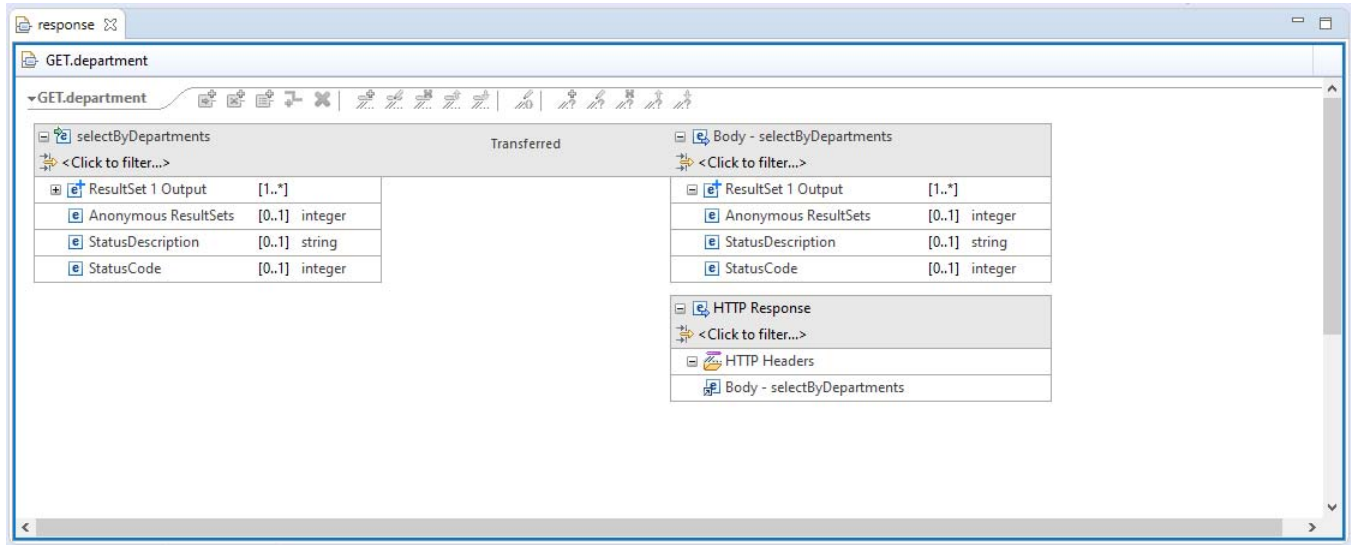 response
GET.department
GET.department
selectByDepartments
<Click to filter...>
ResultSet 1 Output [1..*]
Anonymous ResultSets [0..1] integer
StatusDescription [0..1] string
StatusCode [0..1] integer
Transferred
Body - selectByDepartments
<Click to filter...>
ResultSet 1 Output [1..*]
Anonymous ResultSets [0..1] integer
StatusDescription [0..1] string
StatusCode [0..1] integer
HTTP Response
<Click to filter...>
HTTP Headers
Body - selectByDepartments